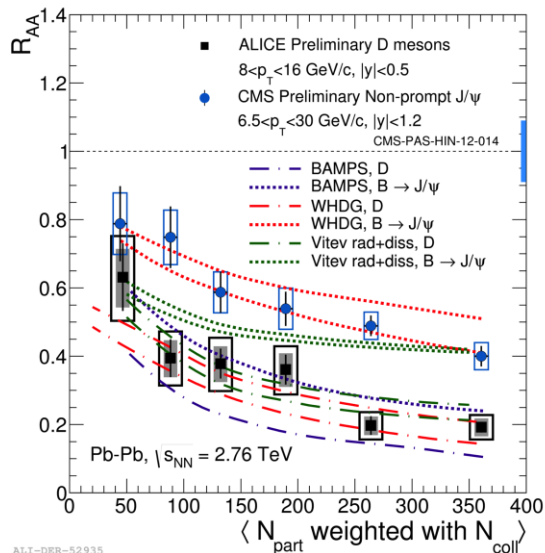 R_AA
ALICE Preliminary D mesons
8<p_T<16 GeV/c, |y|<0.5
CMS Preliminary Non-prompt J/ψ
6.5<p_T<30 GeV/c, |y|<1.2
CMS-PAS-HIN-12-014
BAMPS, D
BAMPS, B → J/ψ
WHDG, D
WHDG, B → J/ψ
Vitev rad+diss, D
Vitev rad+diss, B → J/ψ
1.4
1.2
1
0.8
0.6
0.4
0.2
0
Pb-Pb, √s_NN = 2.76 TeV
0 50 100 150 200 250 300 350 400
⟨ N_part weighted with N_coll ⟩
ALI-DER-52935